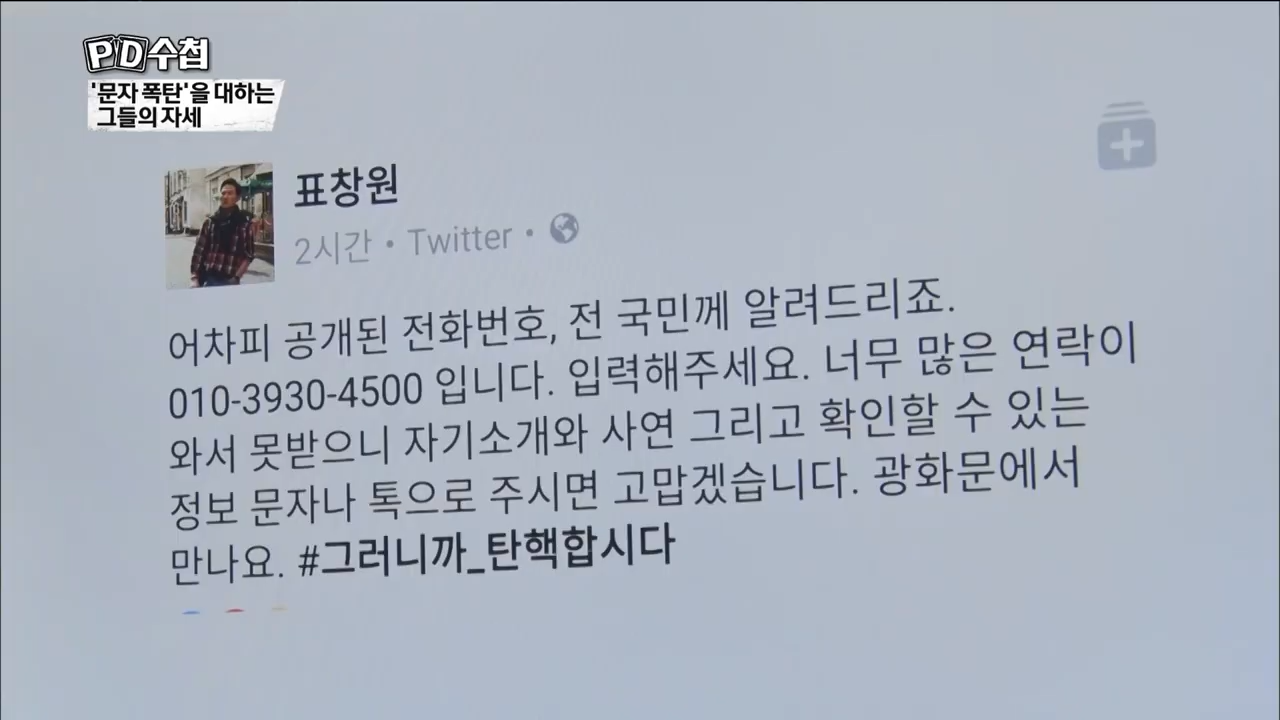 PD수첩
'문자 폭탄'을 대하는
그들의 자세
표창원
2시간 • Twitter •
어차피 공개된 전화번호, 전 국민께 알려드리죠.
010-3930-4500 입니다. 입력해주세요. 너무 많은 연락이
와서 못받으니 자기소개와 사연 그리고 확인할 수 있는
정보 문자나 톡으로 주시면 고맙겠습니다. 광화문에서
만나요. #그러니까_탄핵합시다